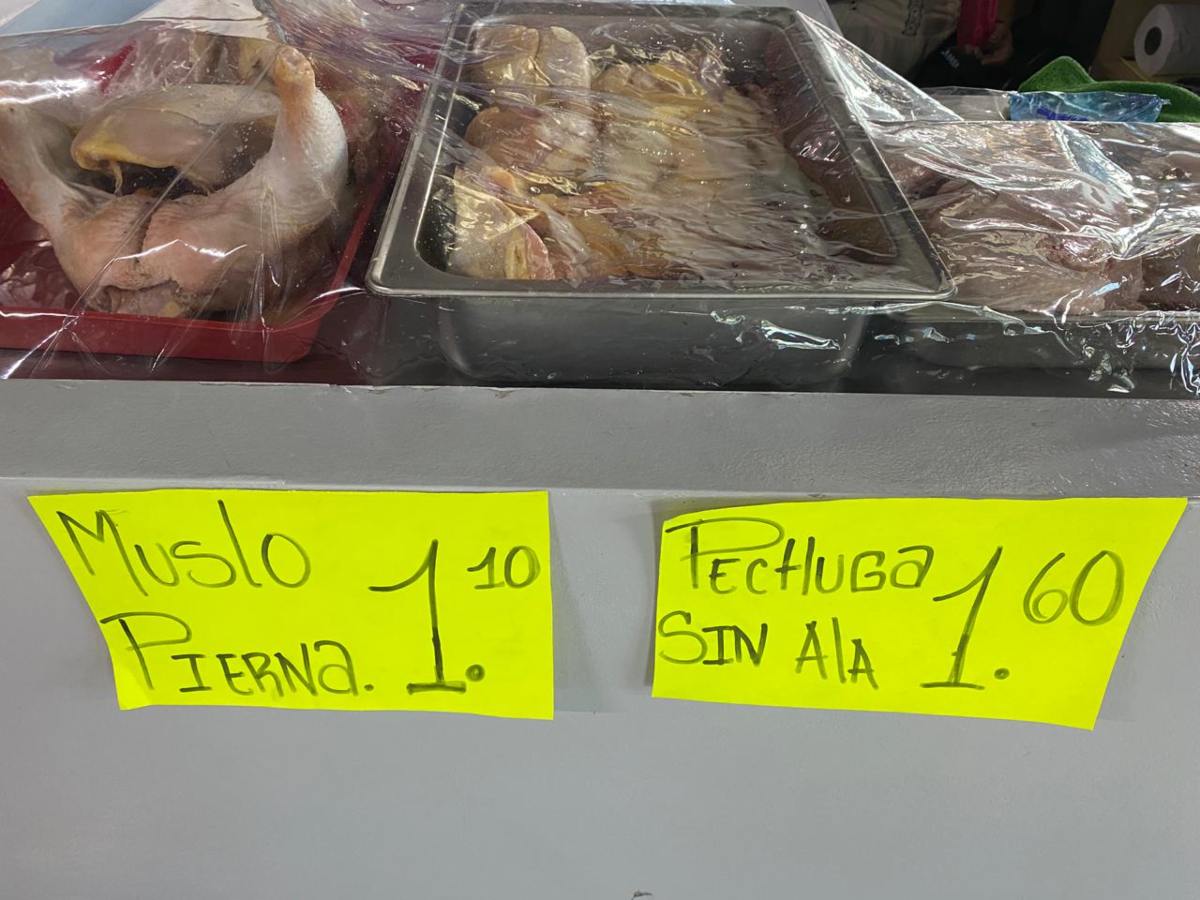 Muslo 1.10
Pierna.
Pechuga 1.60
Sin Ala